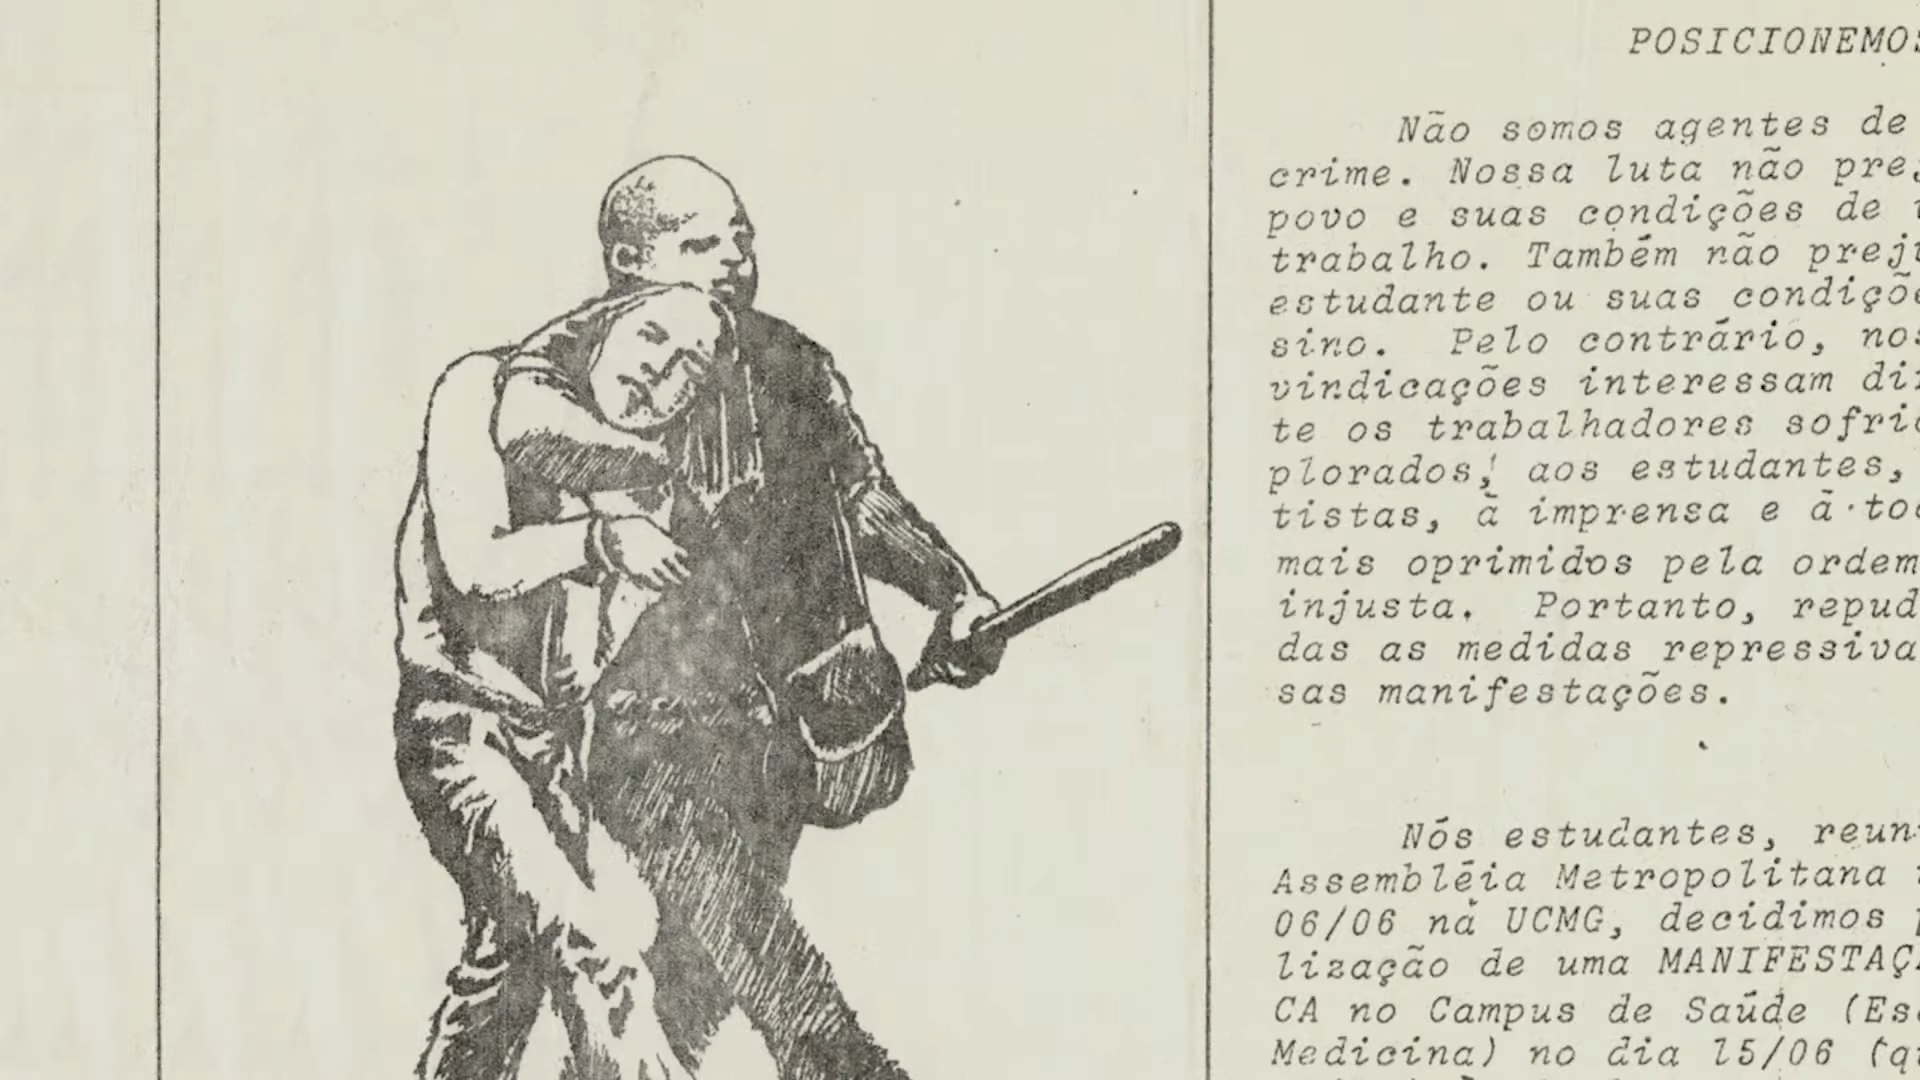 POSICIONEMOS
Não somos agentes de
crime. Nossa luta não prej
povo e suas condições de
trabalho. Também não preju
estudante ou suas condiçõe
sino. Pelo contrário, nos
vindicações interessam dir
te os trabalhadores sofri
plorados, aos estudantes,
tistas, à imprensa e à to
mais oprimidos pela ordem
injusta. Portanto, repud
das as medidas repressiva
sas manifestações.
Nós estudantes, reun
Assembléia Metropolitana
06/06 na UCMG, decidimos
lização de uma MANIFESTAÇ
CA no Campus de Saúde (Es
Medicina) no dia 15/06 (q